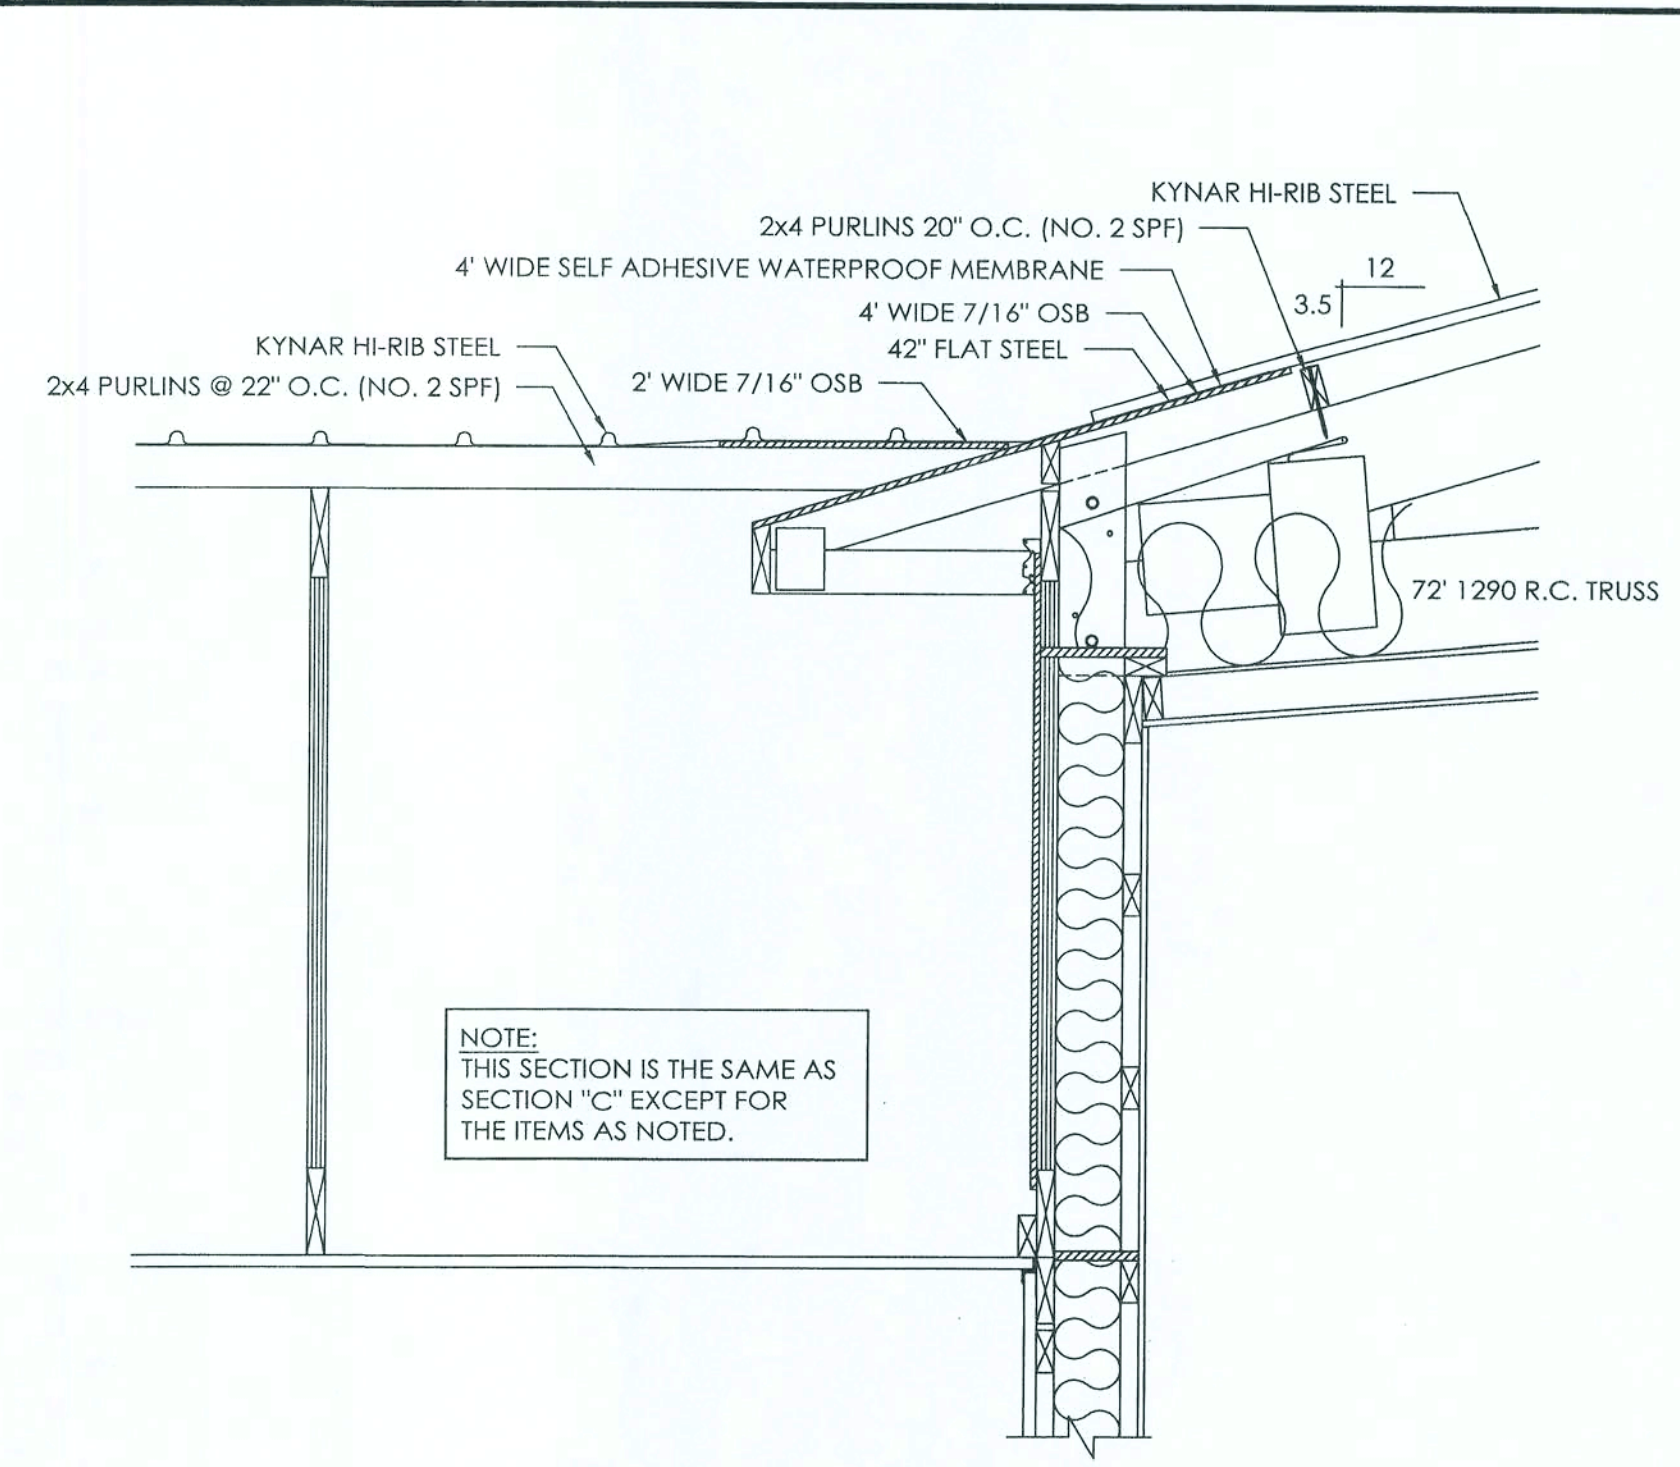 KYNAR HI-RIB STEEL
2x4 PURLINS 20" O.C. (NO. 2 SPF)
4' WIDE SELF ADHESIVE WATERPROOF MEMBRANE
12
3.5
4' WIDE 7/16" OSB
42" FLAT STEEL
KYNAR HI-RIB STEEL
2x4 PURLINS @ 22" O.C. (NO. 2 SPF)
2' WIDE 7/16" OSB
72' 1290 R.C. TRUSS
NOTE:
THIS SECTION IS THE SAME AS
SECTION "C" EXCEPT FOR
THE ITEMS AS NOTED.